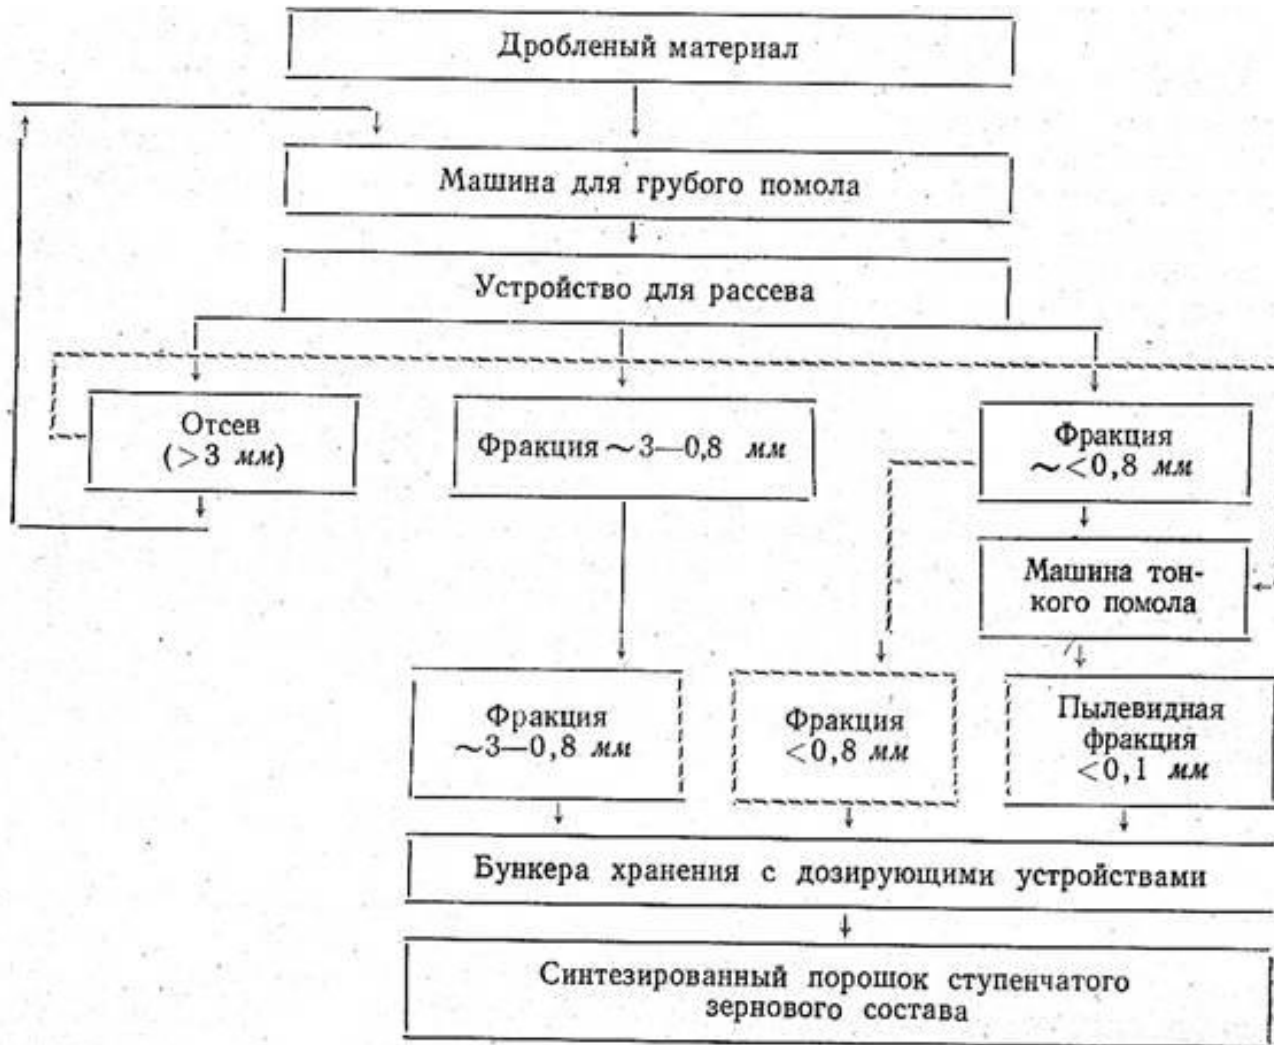 Дробленый материал
Машина для грубого помола
Устройство для рассева
Отсев
(>3 мм)
Фракция ~3—0,8 мм
Фракция
~<0,8 мм
Машина тон-
кого помола
Фракция
~3—0,8 мм
Фракция
<0,8 мм
Пылевидная
фракция
<0,1 мм
Бункера хранения с дозирующими устройствами
Синтезированный порошок ступенчатого
зернового состава